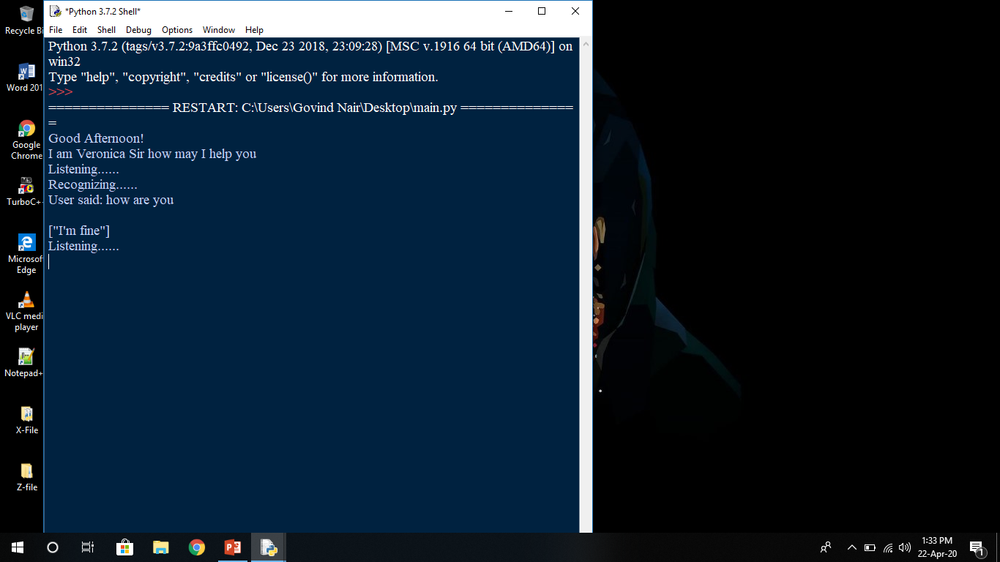 *Python 3.7.2 Shell*
File Edit Shell Debug Options Window Help
Python 3.7.2 (tags/v3.7.2:9a3ffc0492, Dec 23 2018, 23:09:28) [MSC v.1916 64 bit (AMD64)] on
win32
Type "help", "copyright", "credits" or "license()" for more information.
>>>
=============== RESTART: C:\Users\Govind Nair\Desktop\main.py ==============
=
Good Afternoon!
I am Veronica Sir how may I help you
Listening......
Recognizing......
User said: how are you
["I'm fine"]
Listening......
Recycle Bi
Word 201
Google
Chrome
TurboC+
Microsof
Edge
VLC medi
player
Notepad+
X-File
Z-file
1:33 PM
22-Apr-20
1